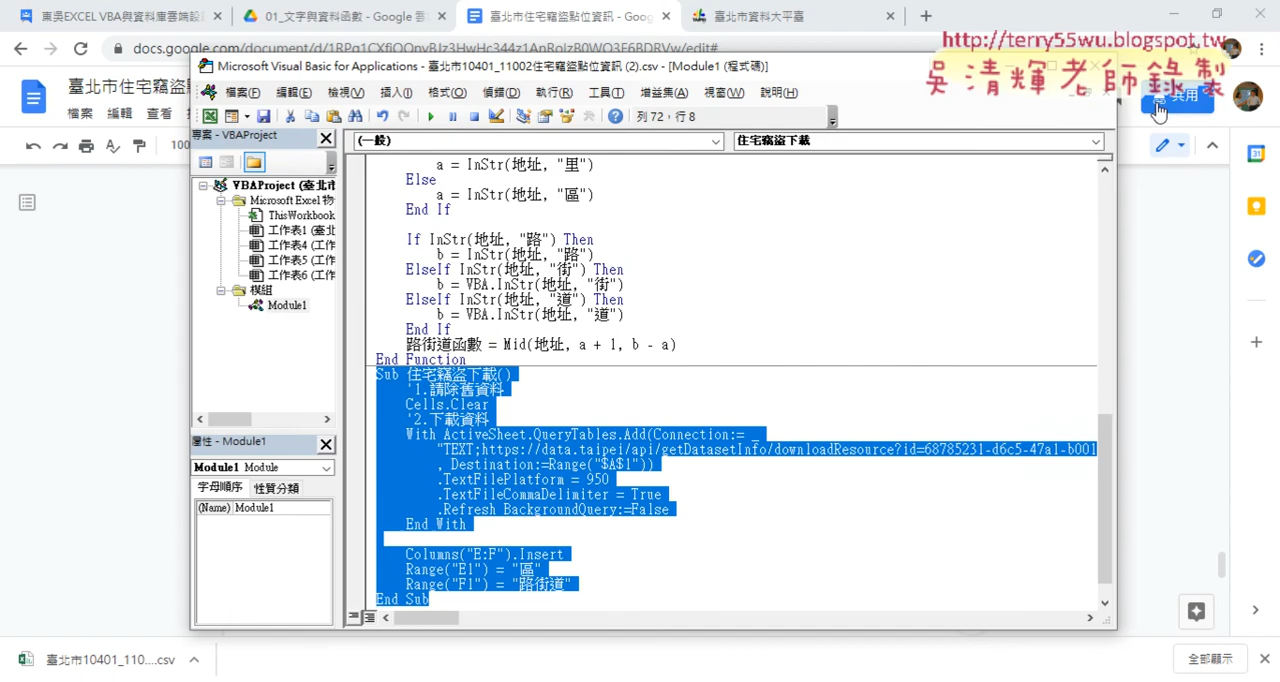 東吳EXCEL VBA與資料庫雲端設
01_文字與資料函數 - Google 雲
臺北市住宅竊盜點位資訊 - Goog
臺北市資料大平臺
http://terry55wu.blogspot.tw
吳清輝老師錄製
臺北市住宅竊盜
檔案 編輯 查看
共用
100
Microsoft Visual Basic for Applications - 臺北市10401_11002住宅竊盜點位資訊 (2).csv - [Module1 (程式碼)]
檔案(F) 編輯(E) 檢視(V) 插入(I) 格式(O) 偵錯(D) 執行(R) 工具(T) 增益集(A) 視窗(W) 說明(H)
列 72，行 8
專案 - VBAProject
(一般)
住宅竊盜下載
VBAProject (臺北市
Microsoft Excel 物
ThisWorkbook
工作表1 (臺北
工作表4 (工作
工作表5 (工作
工作表6 (工作
模組
Module1
屬性 - Module1
Module1 Module
字母順序 性質分類
(Name) Module1
a = InStr(地址, "里")
Else
a = InStr(地址, "區")
End If
If InStr(地址, "路") Then
b = InStr(地址, "路")
ElseIf InStr(地址, "街") Then
b = VBA.InStr(地址, "街")
ElseIf InStr(地址, "道") Then
b = VBA.InStr(地址, "道")
End If
路街道函數 = Mid(地址, a + 1, b - a)
End Function
Sub 住宅竊盜下載()
'1.請除舊資料
Cells.Clear
'2.下載資料
With ActiveSheet.QueryTables.Add(Connection:= _
"TEXT;https://data.taipei/api/getDatasetInfo/downloadResource?id=68785231-d6c5-47a1-b001
, Destination:=Range("$A$1"))
.TextFilePlatform = 950
.TextFileCommaDelimiter = True
.Refresh BackgroundQuery:=False
End With
Columns("E:F").Insert
Range("E1") = "區"
Range("F1") = "路街道"
End Sub
臺北市10401_110....csv
全部顯示